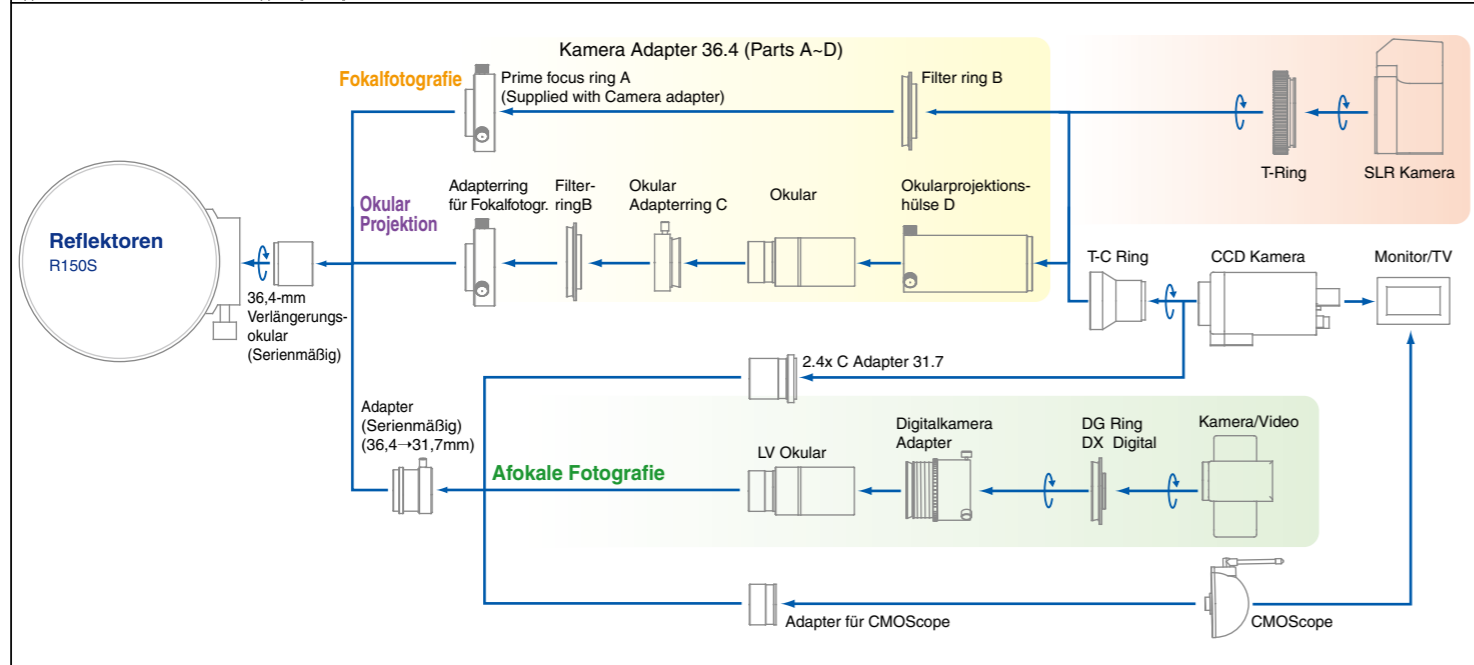 Kamera Adapter 36.4 (Parts A~D)
Fokalfotografie
Prime focus ring A
(Supplied with Camera adapter)
Filter ring B
T-Ring
SLR Kamera
Okular
Projektion
Adapterring
für Fokalfotogr.
Filter-
ringB
Okular
Adapterring C
Okular
Okularprojektions-
hülse D
Reflektoren
R150S
36,4-mm
Verlängerungs-
okular
(Serienmäßig)
T-C Ring
CCD Kamera
Monitor/TV
2.4x C Adapter 31.7
Adapter
(Serienmäßig)
(36,4→31,7mm)
Afokale Fotografie
LV Okular
Digitalkamera
Adapter
DG Ring
DX Digital
Kamera/Video
Adapter für CMOScope
CMOScope